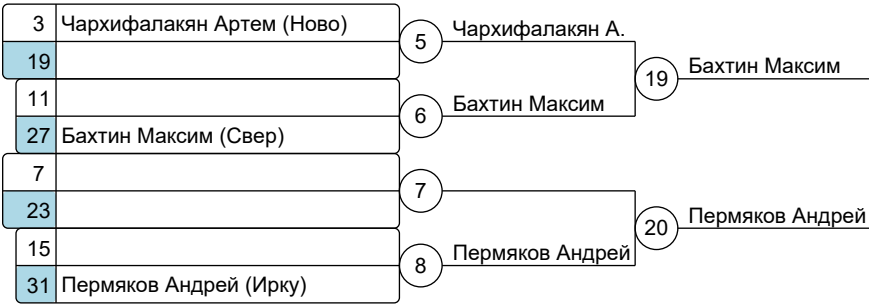 3 Чархифалакян Артем (Ново)
19
11
27 Бахтин Максим (Свер)
7
23
15
31 Пермяков Андрей (Ирку)
5 Чархифалакян А.
6 Бахтин Максим
7
8 Пермяков Андрей
19 Бахтин Максим
20 Пермяков Андрей